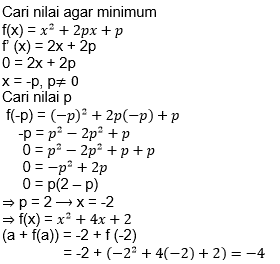 Cari nilai agar minimum
f(x) = x² + 2px + p
f' (x) = 2x + 2p
0 = 2x + 2p
x = -p, p≠ 0
Cari nilai p
f(-p) = (−p)² + 2p(−p) + p
-p = p² − 2p² + p
0 = p² − 2p² + p + p
0 = −p² + 2p
0 = p(2 – p)
⇒ p = 2 → x = -2
⇒ f(x) = x² + 4x + 2
(a + f(a)) = -2 + f (-2)
= -2 + (−2² + 4(−2) + 2) = −4